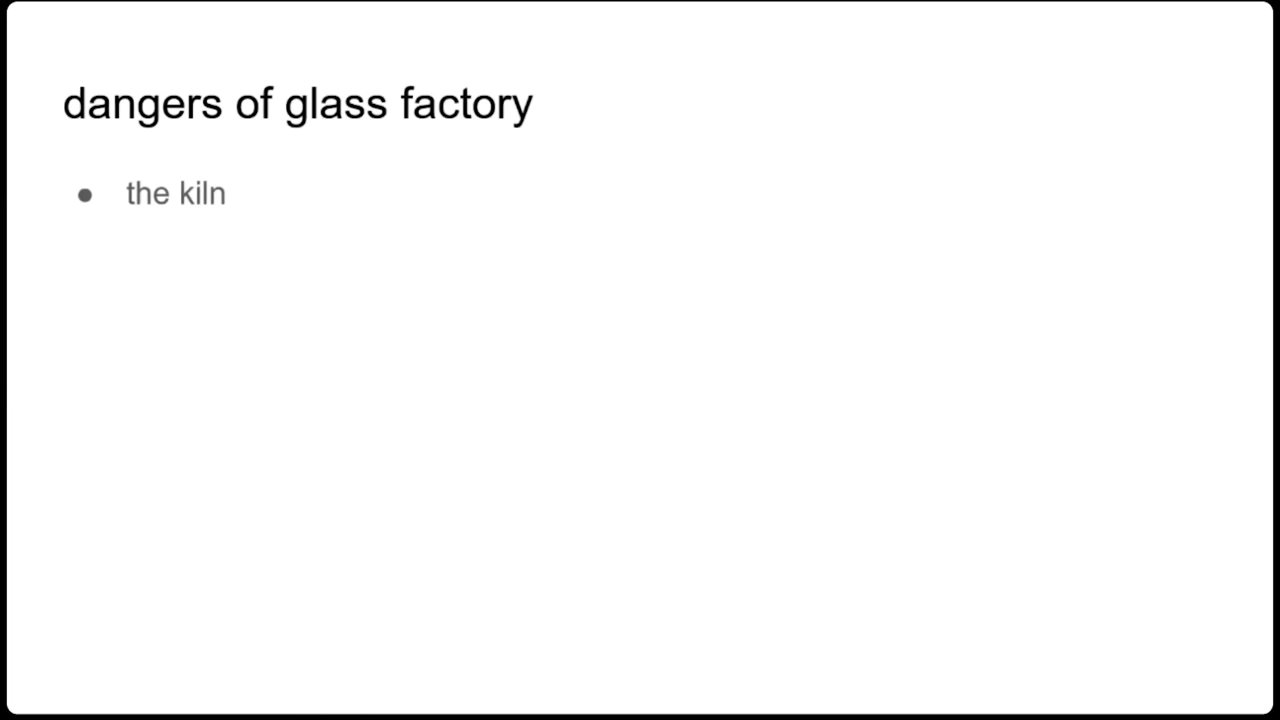 dangers of glass factory
● the kiln